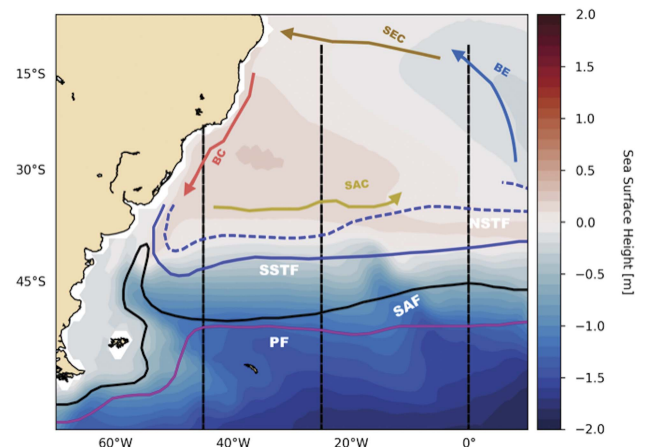 SEC
BE
BC
SAC
NSTF
SSTF
SAF
PF
15°S
30°S
45°S
60°W
40°W
20°W
0°
2.0
1.5
1.0
0.5
0.0
−0.5
−1.0
−1.5
−2.0
Sea Surface Height [m]